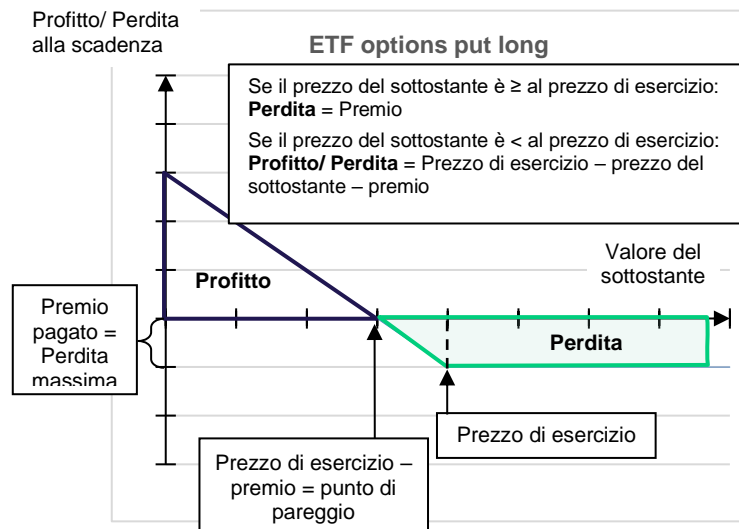 Profitto/ Perdita
alla scadenza
ETF options put long
Se il prezzo del sottostante è ≥ al prezzo di esercizio:
Perdita = Premio
Se il prezzo del sottostante è < al prezzo di esercizio:
Profitto/ Perdita = Prezzo di esercizio – prezzo del
sottostante – premio
Valore del
sottostante
Profitto
Premio
pagato =
Perdita
massima
Perdita
Prezzo di esercizio
Prezzo di esercizio –
premio = punto di
pareggio